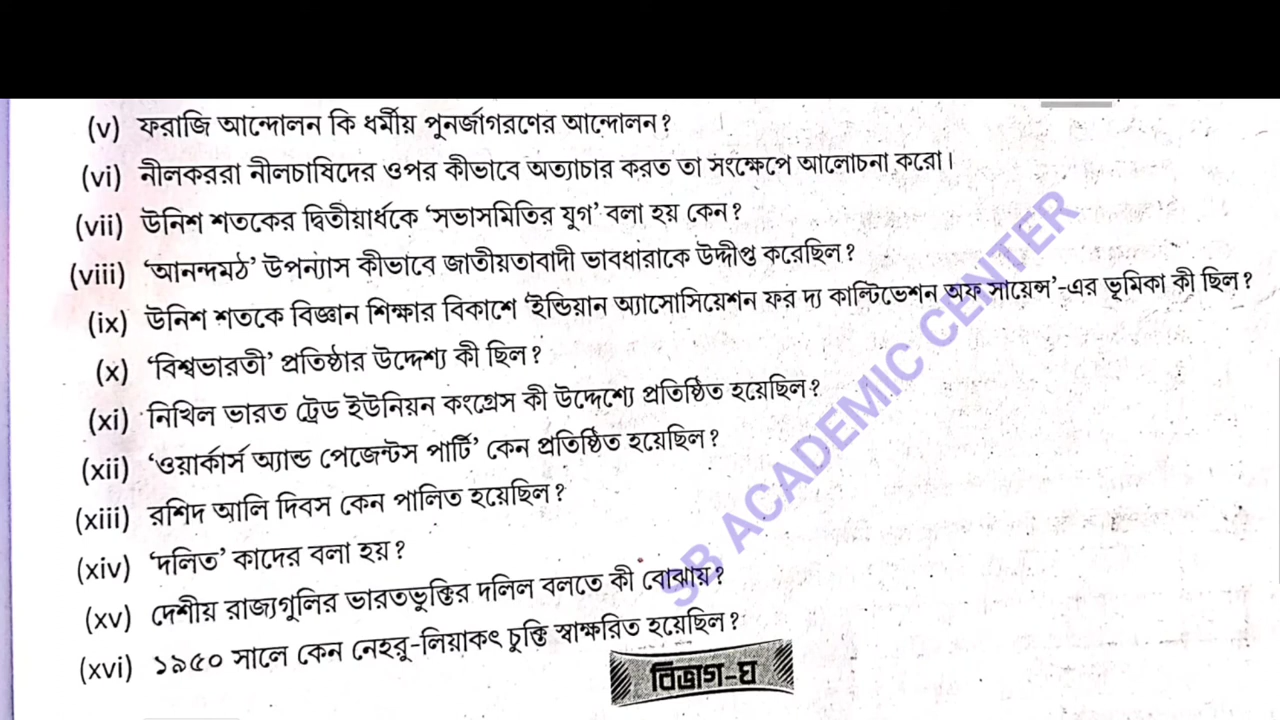 (v) ফরাজি আন্দোলন কি ধর্মীয় পুনর্জাগরণের আন্দোলন?
(vi) নীলকররা নীলচাষিদের ওপর কীভাবে অত্যাচার করত তা সংক্ষেপে আলোচনা করো।
(vii) উনিশ শতকের দ্বিতীয়ার্ধকে ‘সভাসমিতির যুগ’ বলা হয় কেন?
(viii) ‘আনন্দমঠ’ উপন্যাস কীভাবে জাতীয়তাবাদী ভাবধারাকে উদ্দীপ্ত করেছিল?
(ix) উনিশ শতকে বিজ্ঞান শিক্ষার বিকাশে ‘ইন্ডিয়ান অ্যাসোসিয়েশন ফর দ্য কাল্টিভেশন অফ সায়েন্স’-এর ভূমিকা কী ছিল?
(x) ‘বিশ্বভারতী’ প্রতিষ্ঠার উদ্দেশ্য কী ছিল?
(xi) নিখিল ভারত ট্রেড ইউনিয়ন কংগ্রেস কী উদ্দেশ্যে প্রতিষ্ঠিত হয়েছিল?
(xii) ‘ওয়ার্কার্স অ্যান্ড পেজেন্টস পার্টি’ কেন প্রতিষ্ঠিত হয়েছিল?
(xiii) রশিদ আলি দিবস কেন পালিত হয়েছিল?
(xiv) ‘দলিত’ কাদের বলা হয়?
(xv) দেশীয় রাজ্যগুলির ভারতভুক্তির দলিল বলতে কী বোঝায়?
(xvi) ১৯৫০ সালে কেন নেহরু-লিয়াকৎ চুক্তি স্বাক্ষরিত হয়েছিল?
বিভাগ-ঘ
SB ACADEMIC CENTER